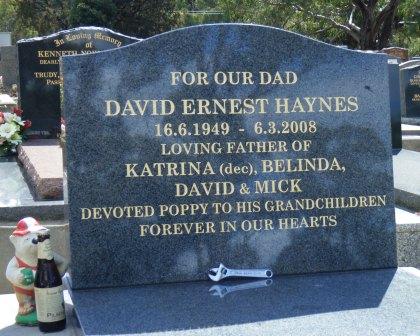 In Loving Memory of
KENNETH
DEARLY
TRUDY,
FOR OUR DAD
DAVID ERNEST HAYNES
16.6.1949 - 6.3.2008
LOVING FATHER OF
KATRINA (dec), BELINDA,
DAVID & MICK
DEVOTED POPPY TO HIS GRANDCHILDREN
FOREVER IN OUR HEARTS